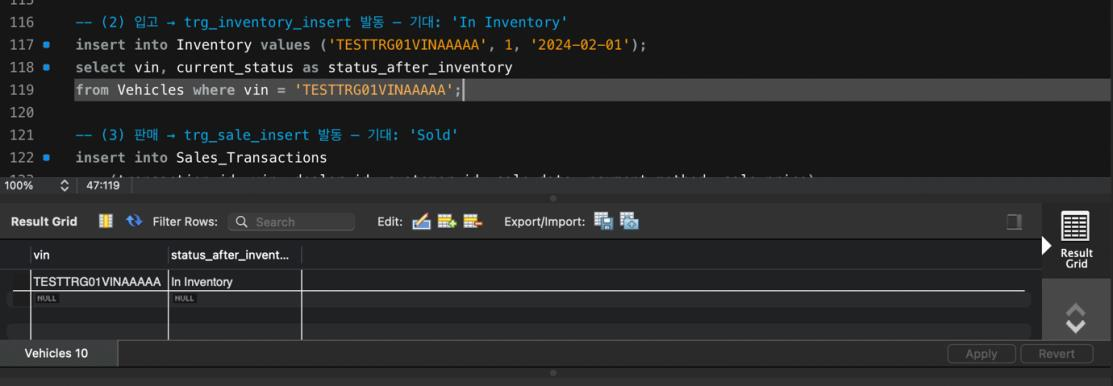 116 -- (2) 입고 → trg_inventory_insert 발동 — 기대: 'In Inventory'
117 insert into Inventory values ('TESTTRG01VINAAAAA', 1, '2024-02-01');
118 select vin, current_status as status_after_inventory
119 from Vehicles where vin = 'TESTTRG01VINAAAAA';
120
121 -- (3) 판매 → trg_sale_insert 발동 — 기대: 'Sold'
122 insert into Sales_Transactions
100% 47:119
Result Grid Filter Rows: Search Edit: Export/Import:
Result Grid
vin status_after_invent...
TESTTRG01VINAAAAA In Inventory
NULL NULL
Vehicles 10 Apply Revert